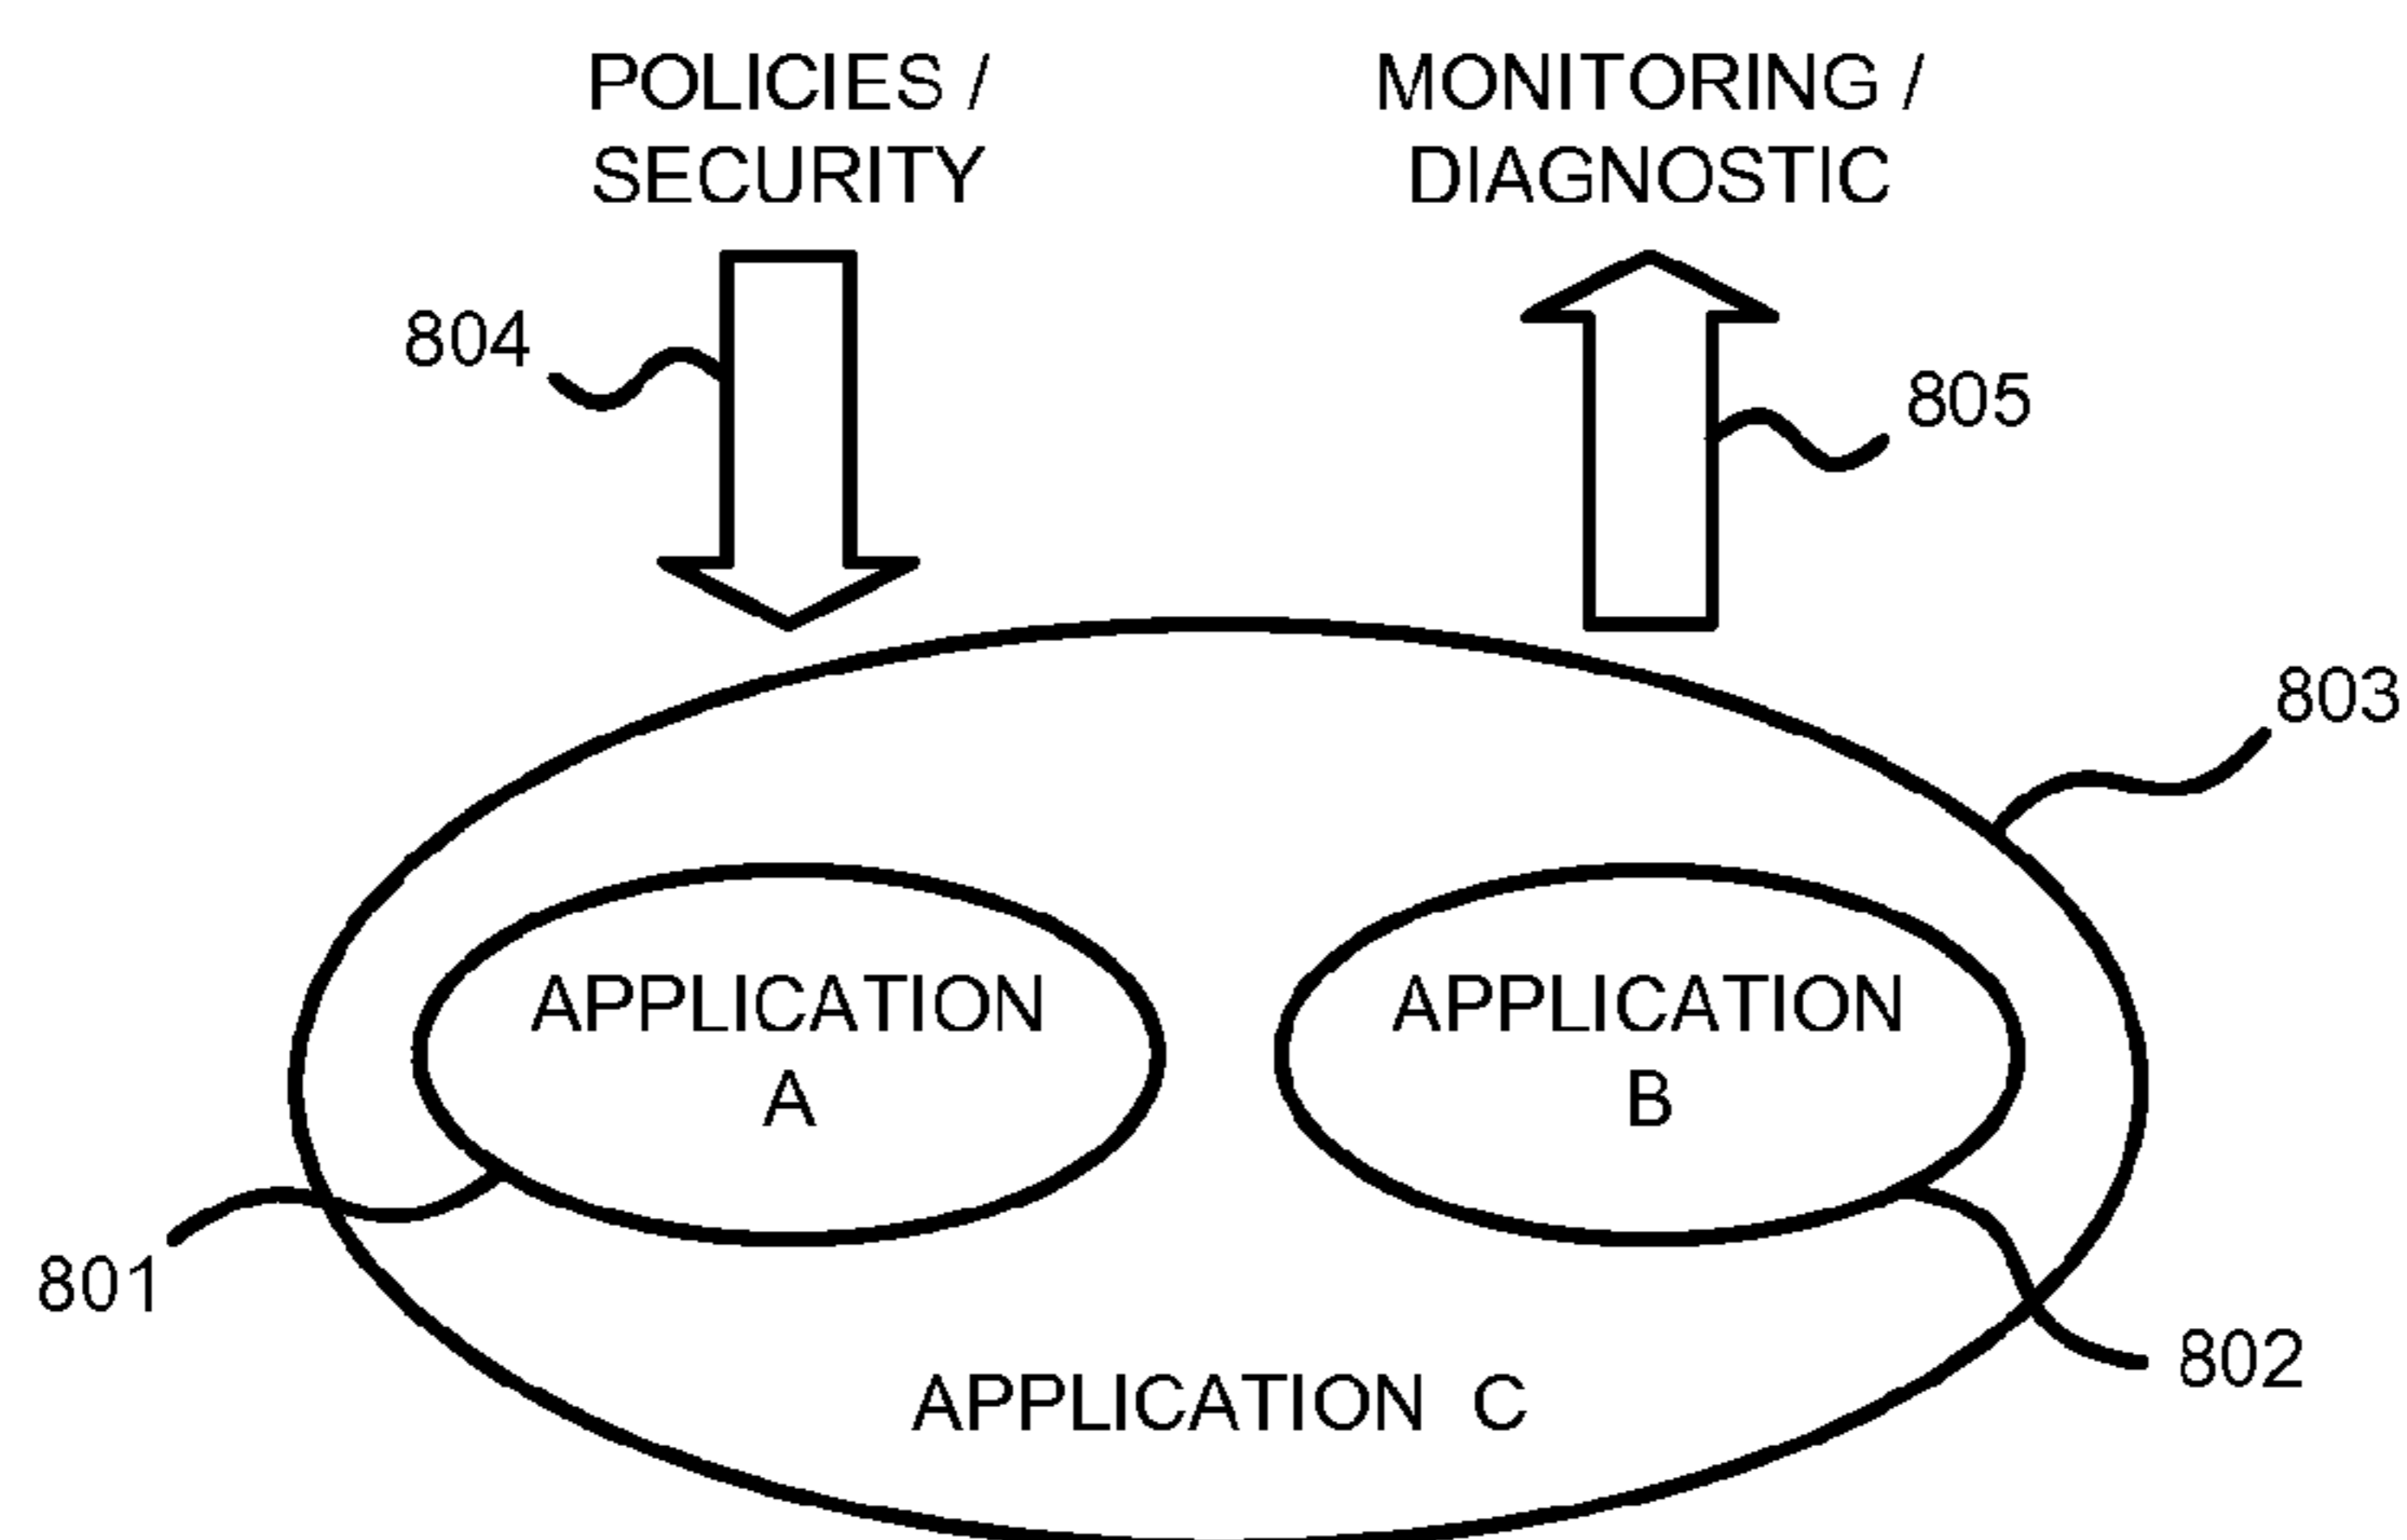 POLICIES /
SECURITY
MONITORING /
DIAGNOSTIC
804
805
803
APPLICATION
A
APPLICATION
B
801
802
APPLICATION C